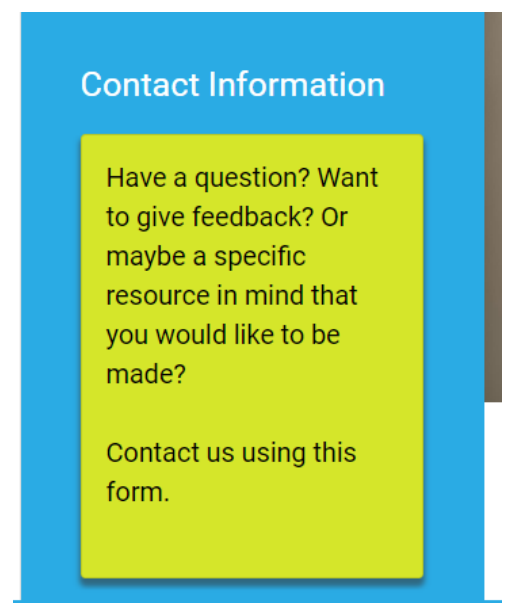 Contact Information
Have a question? Want
to give feedback? Or
maybe a specific
resource in mind that
you would like to be
made?
Contact us using this
form.